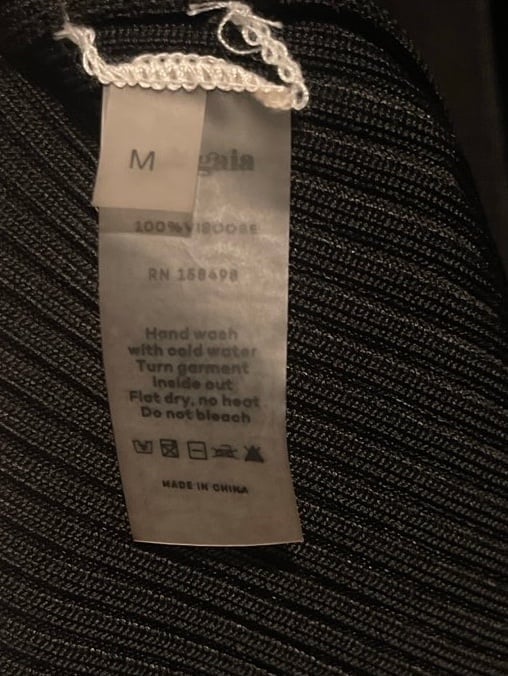 M
gaia
100% VISCOSE
RN 158498
Hand wash
with cold water
Turn garment
inside out
Flat dry, no heat
Do not bleach
MADE IN CHINA